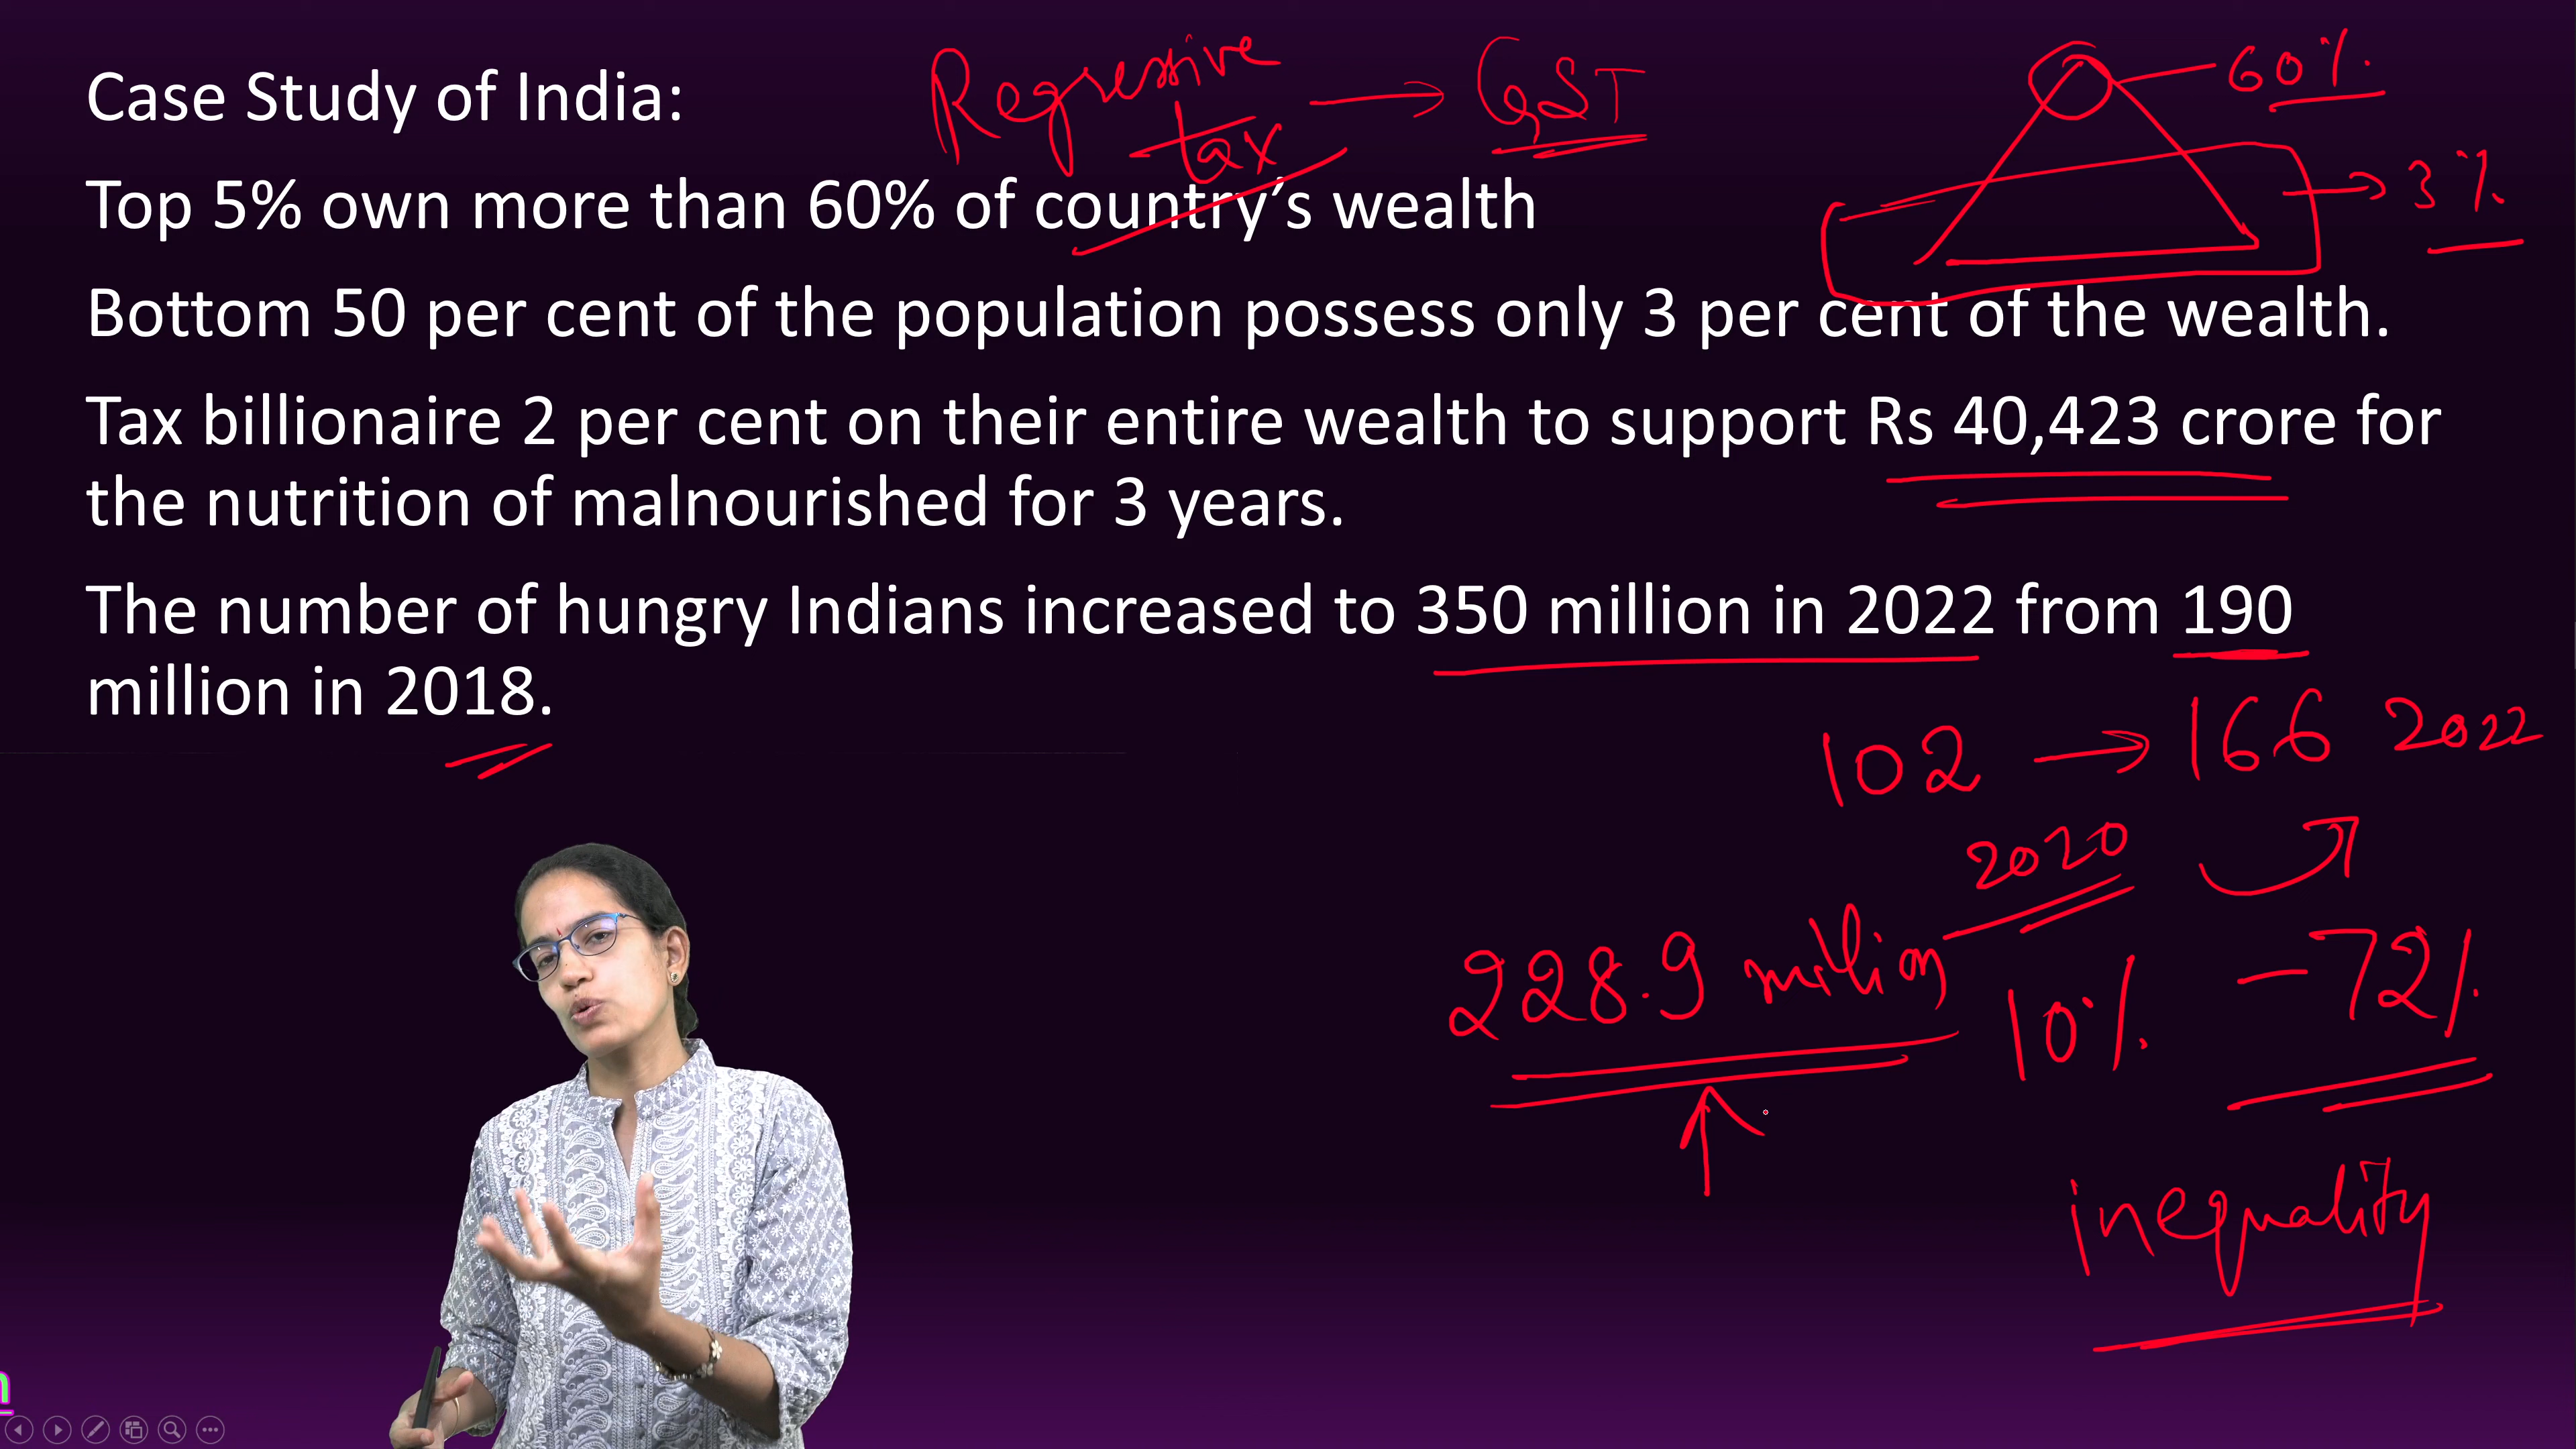 Case Study of India:
Regressive
tax → GST
60%
Top 5% own more than 60% of country's wealth
3%
Bottom 50 per cent of the population possess only 3 per cent of the wealth.
Tax billionaire 2 per cent on their entire wealth to support Rs 40,423 crore for
the nutrition of malnourished for 3 years.
The number of hungry Indians increased to 350 million in 2022 from 190
million in 2018.
102 → 166 2022
2020
228.9 million
10%
-72%
inequality